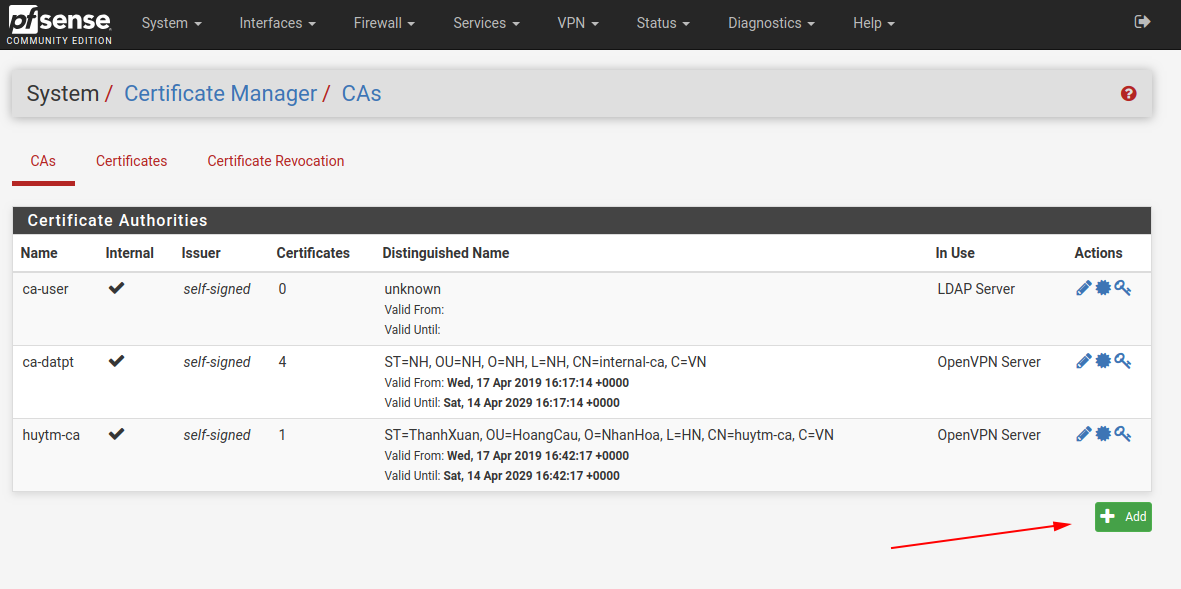 pfsense
COMMUNITY EDITION
System Interfaces Firewall Services VPN Status Diagnostics Help
System / Certificate Manager / CAs
CAs Certificates Certificate Revocation
Certificate Authorities
Name Internal Issuer Certificates Distinguished Name In Use Actions
ca-user self-signed 0 unknown LDAP Server
Valid From:
Valid Until:
ca-datpt self-signed 4 ST=NH, OU=NH, O=NH, L=NH, CN=internal-ca, C=VN OpenVPN Server
Valid From: Wed, 17 Apr 2019 16:17:14 +0000
Valid Until: Sat, 14 Apr 2029 16:17:14 +0000
huytm-ca self-signed 1 ST=ThanhXuan, OU=HoangCau, O=NhanHoa, L=HN, CN=huytm-ca, C=VN OpenVPN Server
Valid From: Wed, 17 Apr 2019 16:42:17 +0000
Valid Until: Sat, 14 Apr 2029 16:42:17 +0000
Add